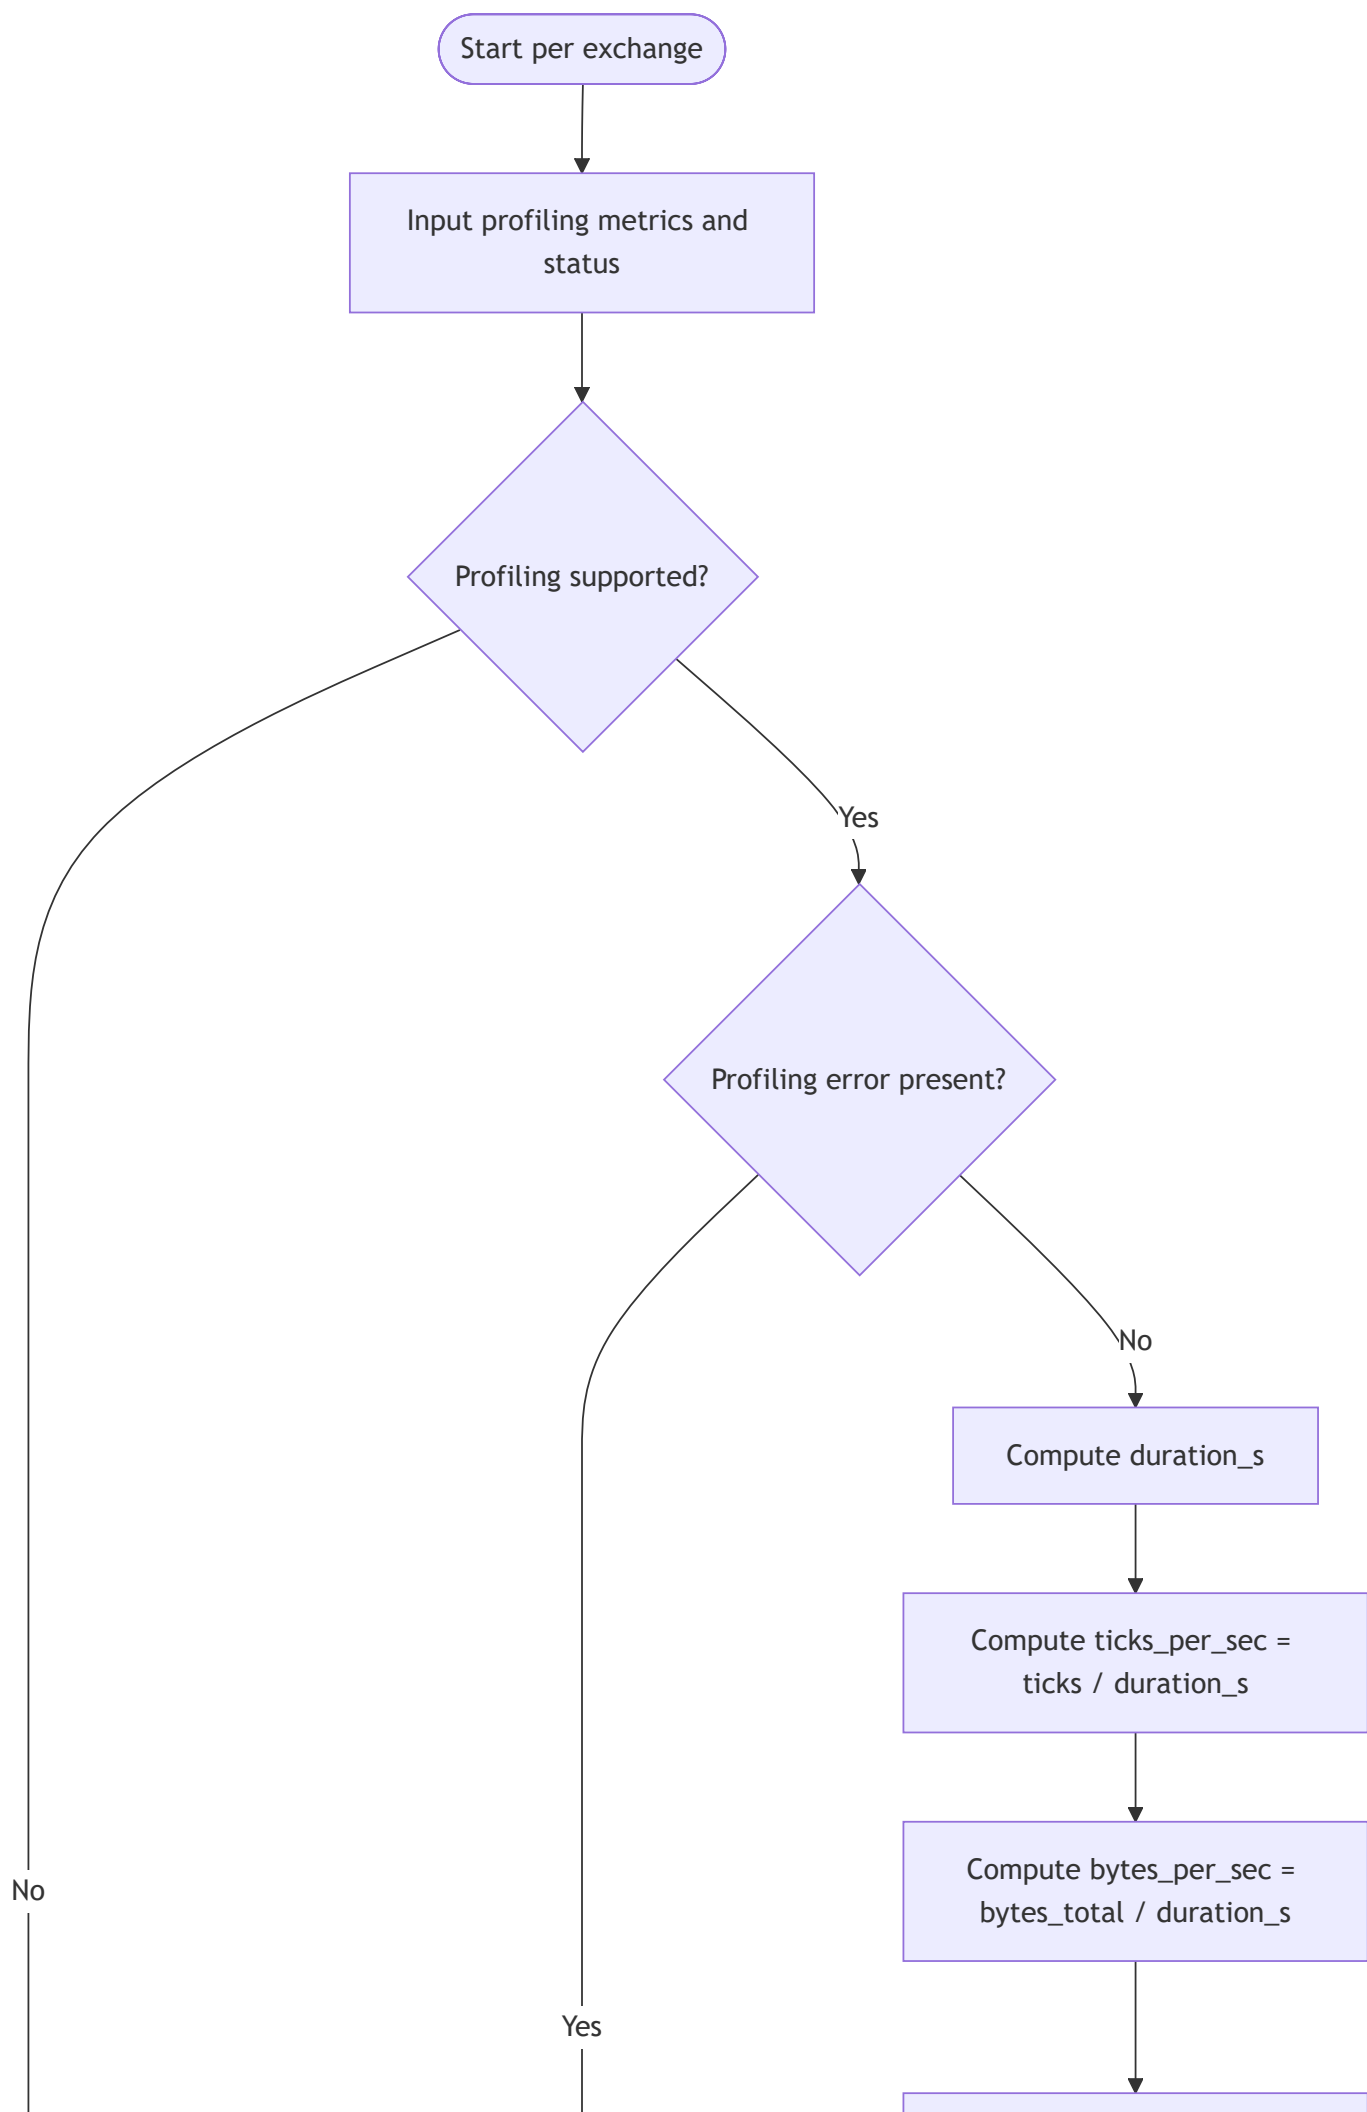 Start per exchange
Input profiling metrics and
status
Profiling supported?
Yes
Profiling error present?
No
Compute duration_s
Compute ticks_per_sec =
ticks / duration_s
Compute bytes_per_sec =
bytes_total / duration_s
No
Yes